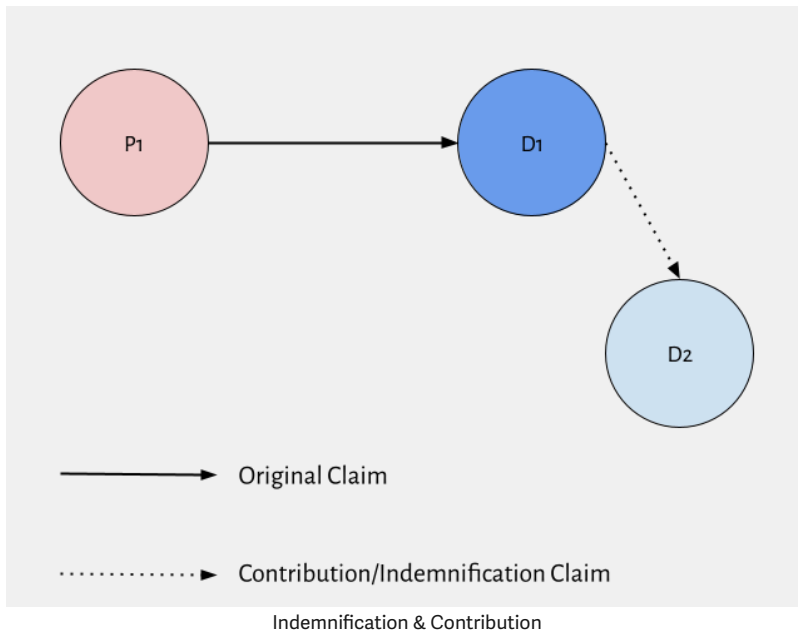 P1
D1
D2
Original Claim
Contribution/Indemnification Claim
Indemnification & Contribution